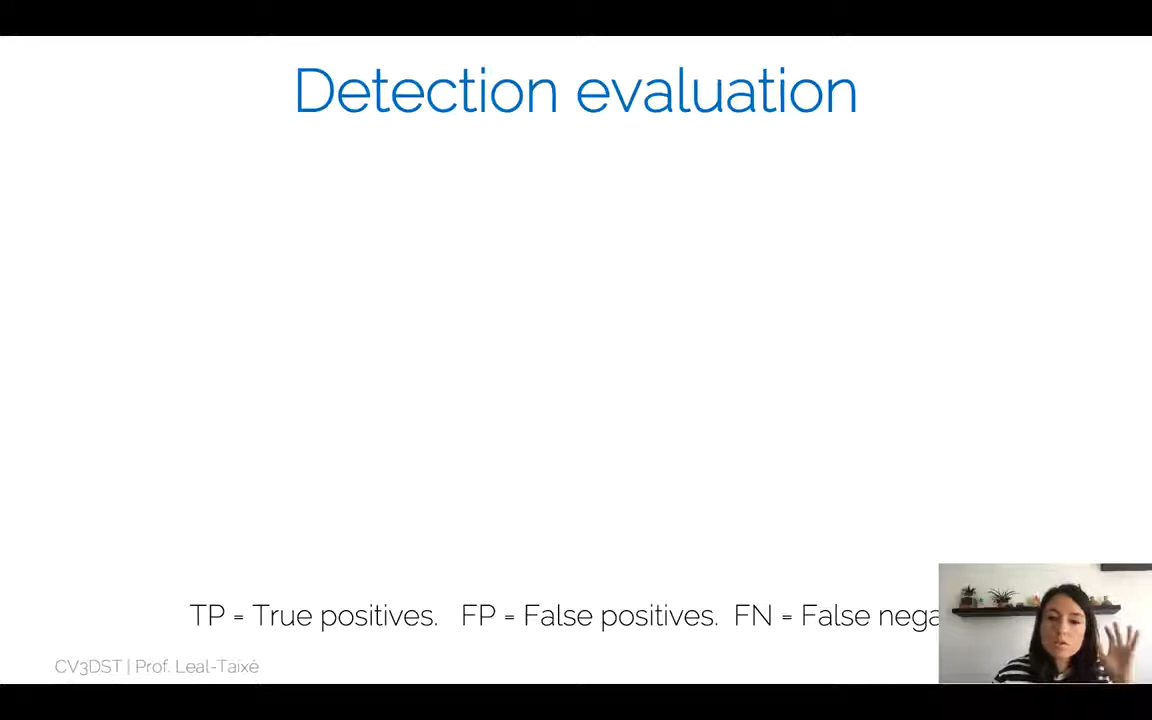 Detection evaluation
TP = True positives. FP = False positives. FN = False nega
CV3DST | Prof. Leal-Taixé